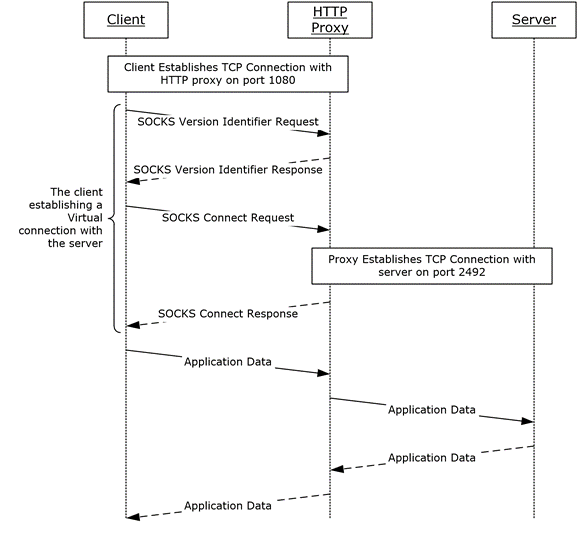 Client
HTTP
Proxy
Server
Client Establishes TCP Connection with
HTTP proxy on port 1080
SOCKS Version Identifier Request
SOCKS Version Identifier Response
The client
establishing a
Virtual
connection with
the server
SOCKS Connect Request
Proxy Establishes TCP Connection with
server on port 2492
SOCKS Connect Response
Application Data
Application Data
Application Data
Application Data